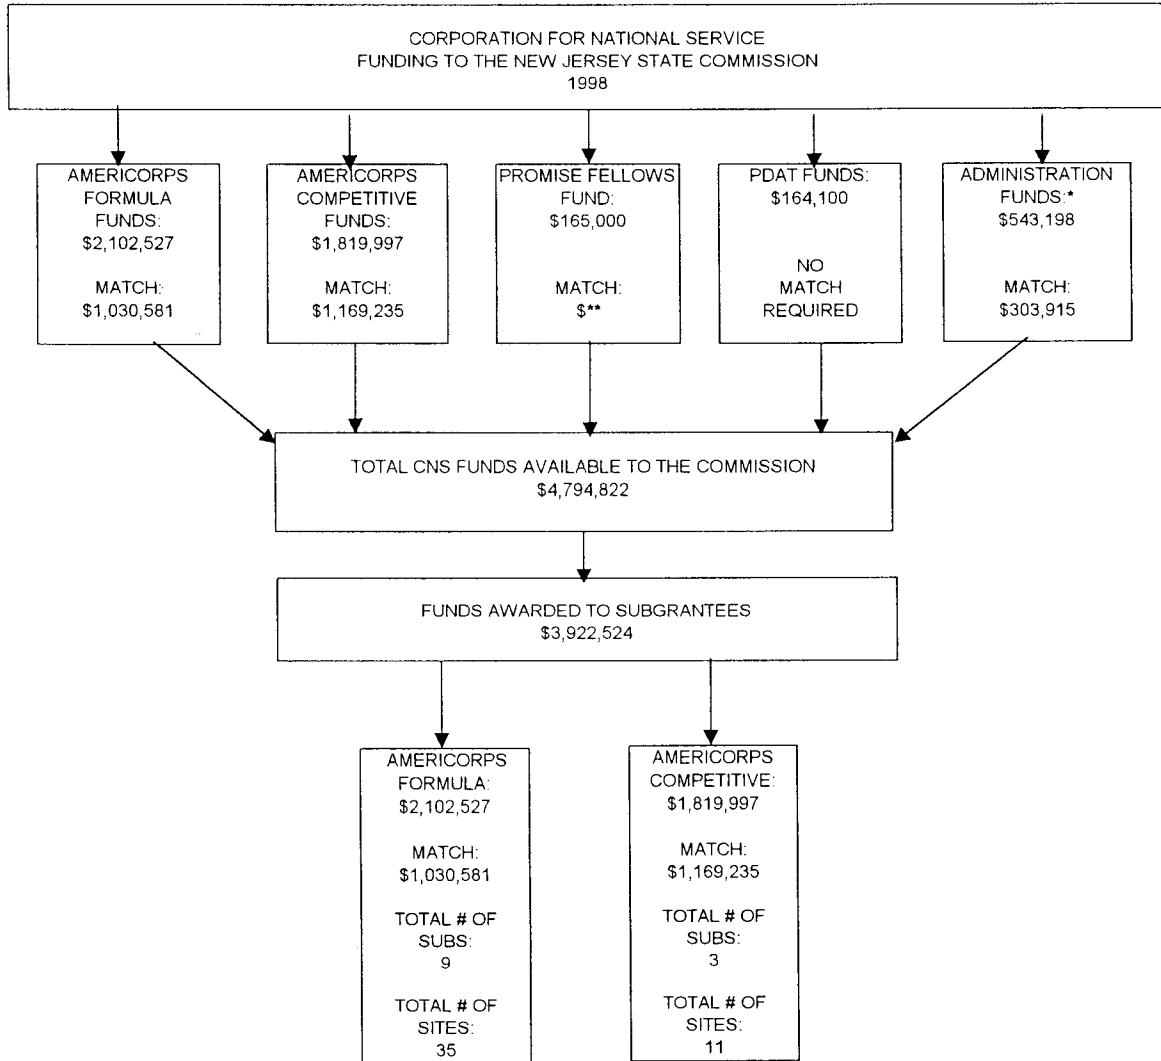 CORPORATION FOR NATIONAL SERVICE
FUNDING TO THE NEW JERSEY STATE COMMISSION
1998
AMERICORPS
FORMULA
FUNDS:
$2,102,527
MATCH:
$1,030,581
AMERICORPS
COMPETITIVE
FUNDS:
$1,819,997
MATCH:
$1,169,235
PROMISE FELLOWS
FUND:
$165,000
MATCH:
$**
PDAT FUNDS:
$164,100
NO
MATCH
REQUIRED
ADMINISTRATION
FUNDS:*
$543,198
MATCH:
$303,915
TOTAL CNS FUNDS AVAILABLE TO THE COMMISSION
$4,794,822
FUNDS AWARDED TO SUBGRANTEES
$3,922,524
AMERICORPS
FORMULA:
$2,102,527
MATCH:
$1,030,581
TOTAL # OF
SUBS:
9
TOTAL # OF
SITES:
35
AMERICORPS
COMPETITIVE:
$1,819,997
MATCH:
$1,169,235
TOTAL # OF
SUBS:
3
TOTAL # OF
SITES:
11